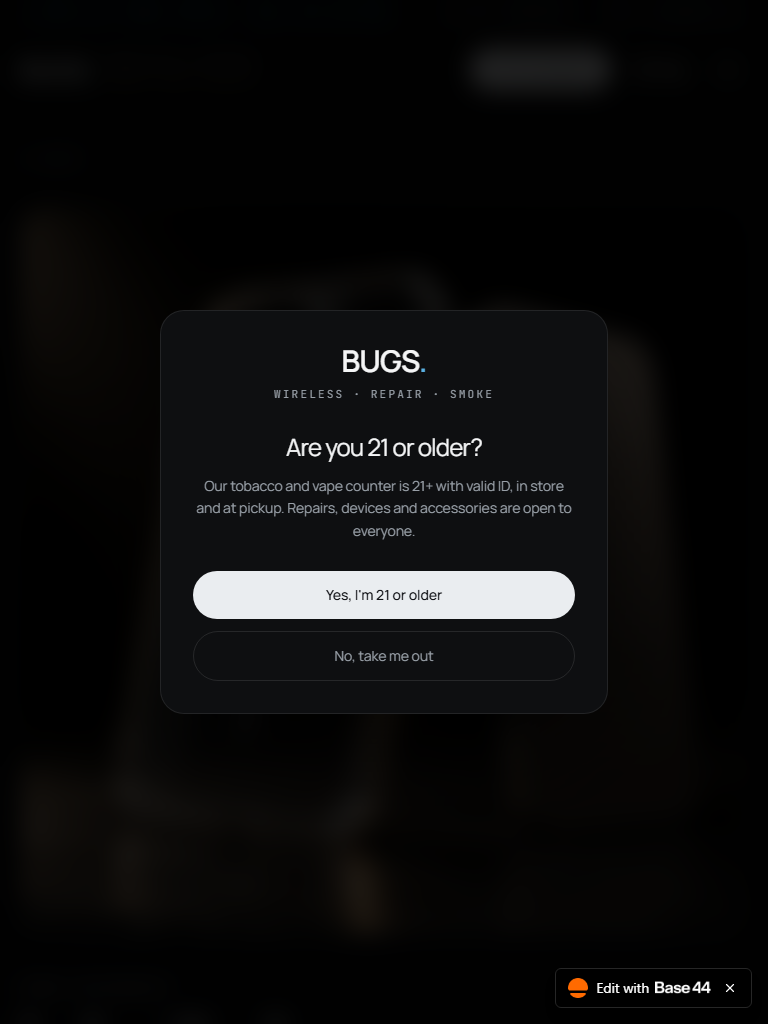 BUGS.
WIRELESS · REPAIR · SMOKE
Are you 21 or older?
Our tobacco and vape counter is 21+ with valid ID, in store
and at pickup. Repairs, devices and accessories are open to
everyone.
Yes, I'm 21 or older
No, take me out
Edit with Base44